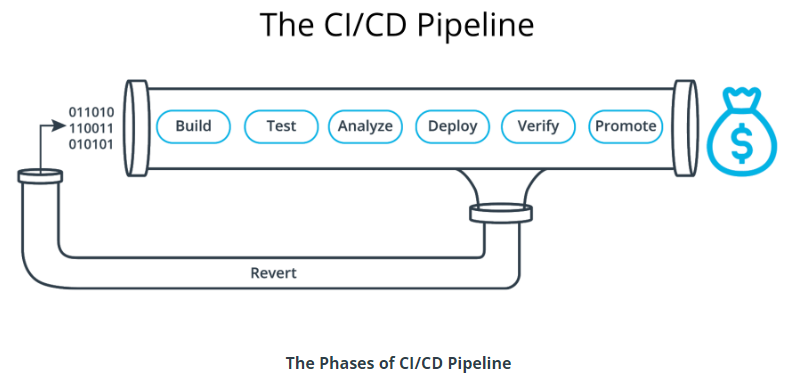 The CI/CD Pipeline
011010
110011
010101
Build Test Analyze Deploy Verify Promote
$
Revert
The Phases of CI/CD Pipeline